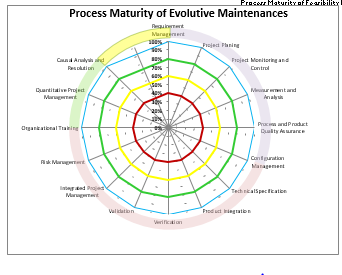 Process Maturity of Feasibility
Process Maturity of Evolutive Maintenances
Requirement
Management
Project Planing
Project Monitoring and
Control
Measurement and
Analysis
Process and Product
Quality Assurance
Configuration
Management
Technical Specification
Product Integration
Verification
Validation
Integrated Project
Management
Risk Management
Organizational Training
Quantitative Project
Management
Causal Analysis and
Resolution
100%
90%
80%
70%
60%
50%
40%
30%
20%
10%
0%